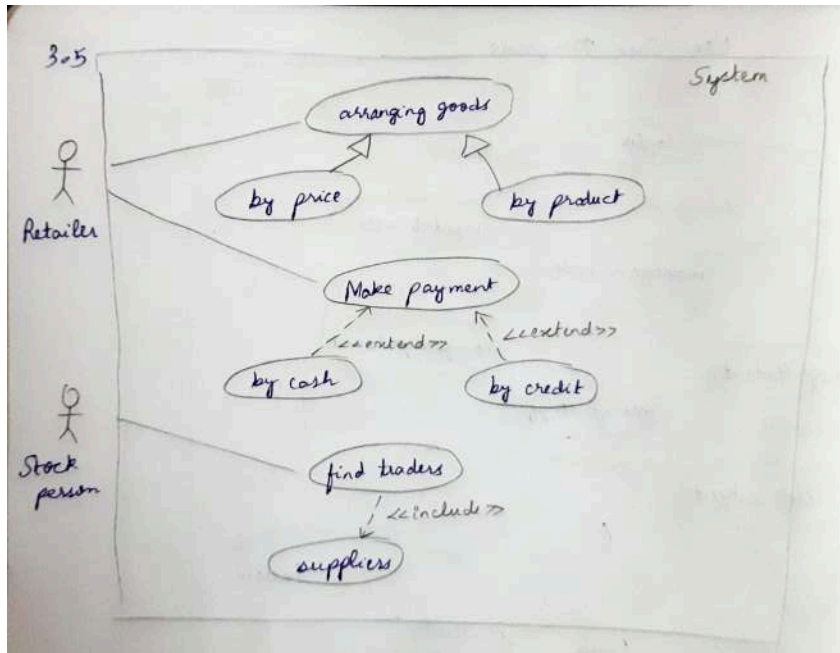 3.5
System
arranging goods
by price
by product
Retailer
Make payment
<<extend>>
<<extend>>
by cash
by credit
Stock
person
find traders
<<include>>
suppliers